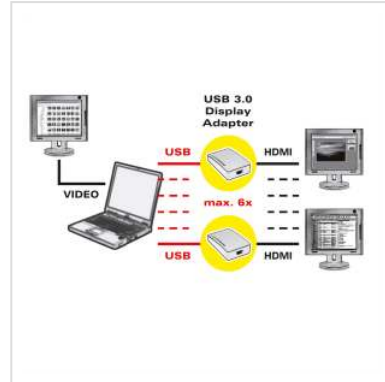 USB 3.0
Display
Adapter
USB
HDMI
VIDEO
max. 6x
USB
HDMI